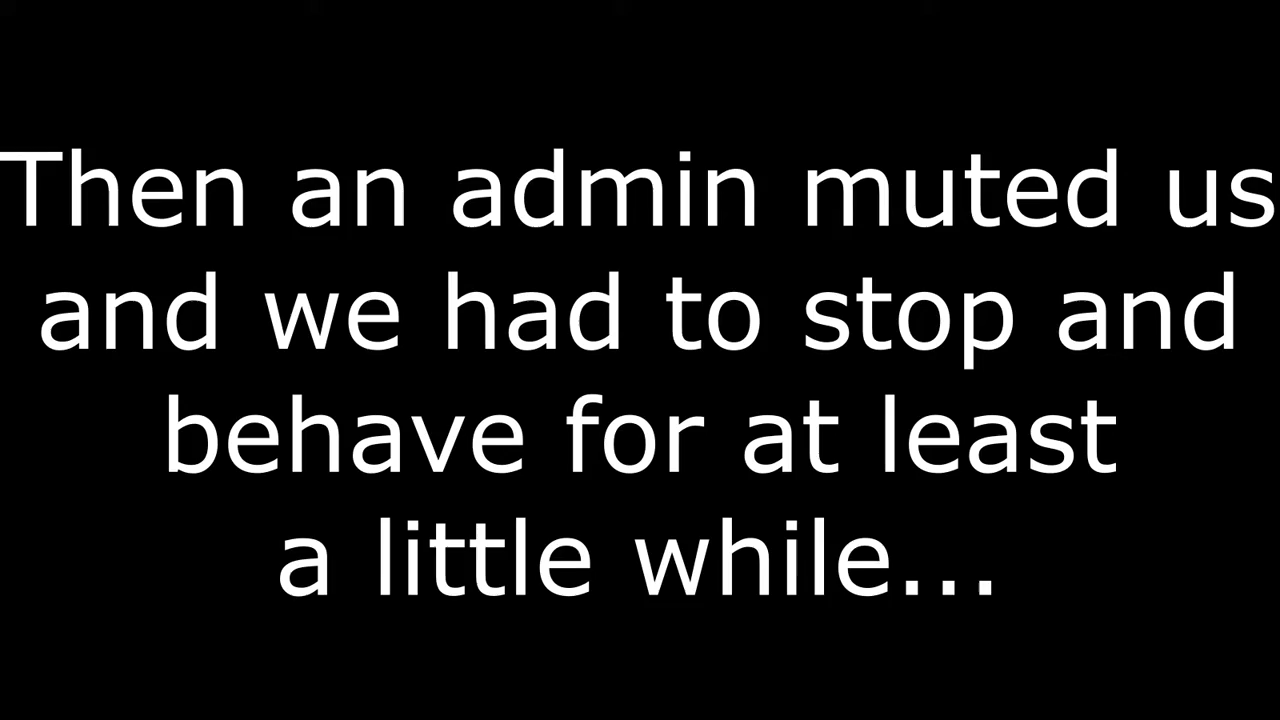 Then an admin muted us
and we had to stop and
behave for at least
a little while...